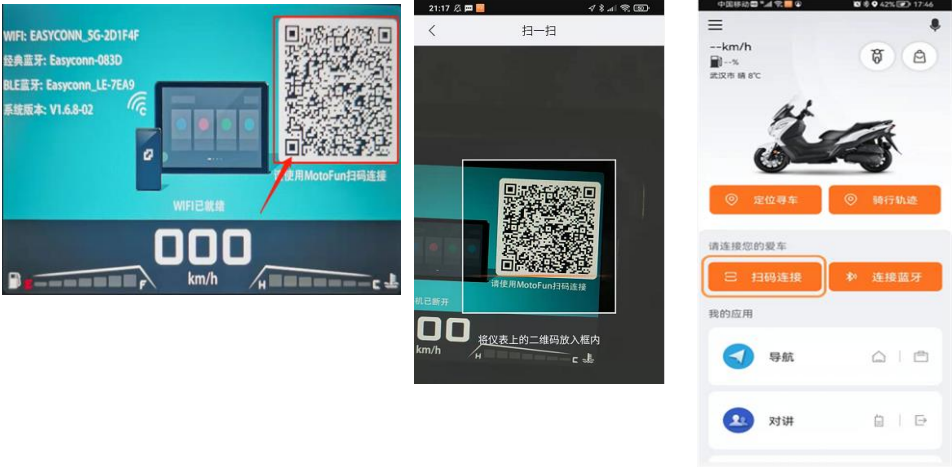 WIFI: EASYCONN_5G-2D1F4F
经典蓝牙: Easyconn-083D
BLE蓝牙: Easyconn_LE-7EA9
系统版本: V1.6.8-02
请使用MotoFun扫码连接
WIFI已就绪
000
km/h
E
F
H
C
21:17
50
扫一扫
请使用MotoFun扫码连接
机已断开
00
将仪表上的二维码放入框内
km/h
H
C
中国移动
42%
17:46
--km/h
--%
武汉市 晴 8℃
定位寻车
骑行轨迹
请连接您的爱车
扫码连接
连接蓝牙
我的应用
导航
对讲